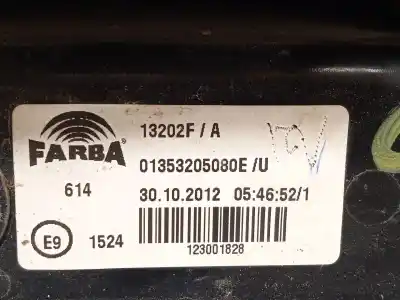 FARBA
13202F / A
01353205080E /U
614
30.10.2012 05:46:52/1
E9
1524
123001828